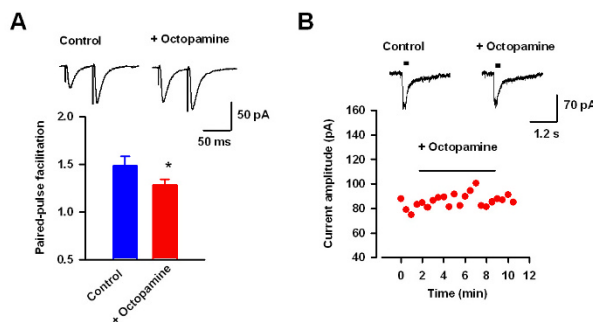 A
Control
+ Octopamine
50 pA
50 ms
Paired-pulse facilitation
2.0
1.5
1.0
0.5
*
Control
+ Octopamine
B
Control
+ Octopamine
70 pA
1.2 s
Current amplitude (pA)
160
140
120
100
80
60
40
+ Octopamine
0 2 4 6 8 10 12
Time (min)